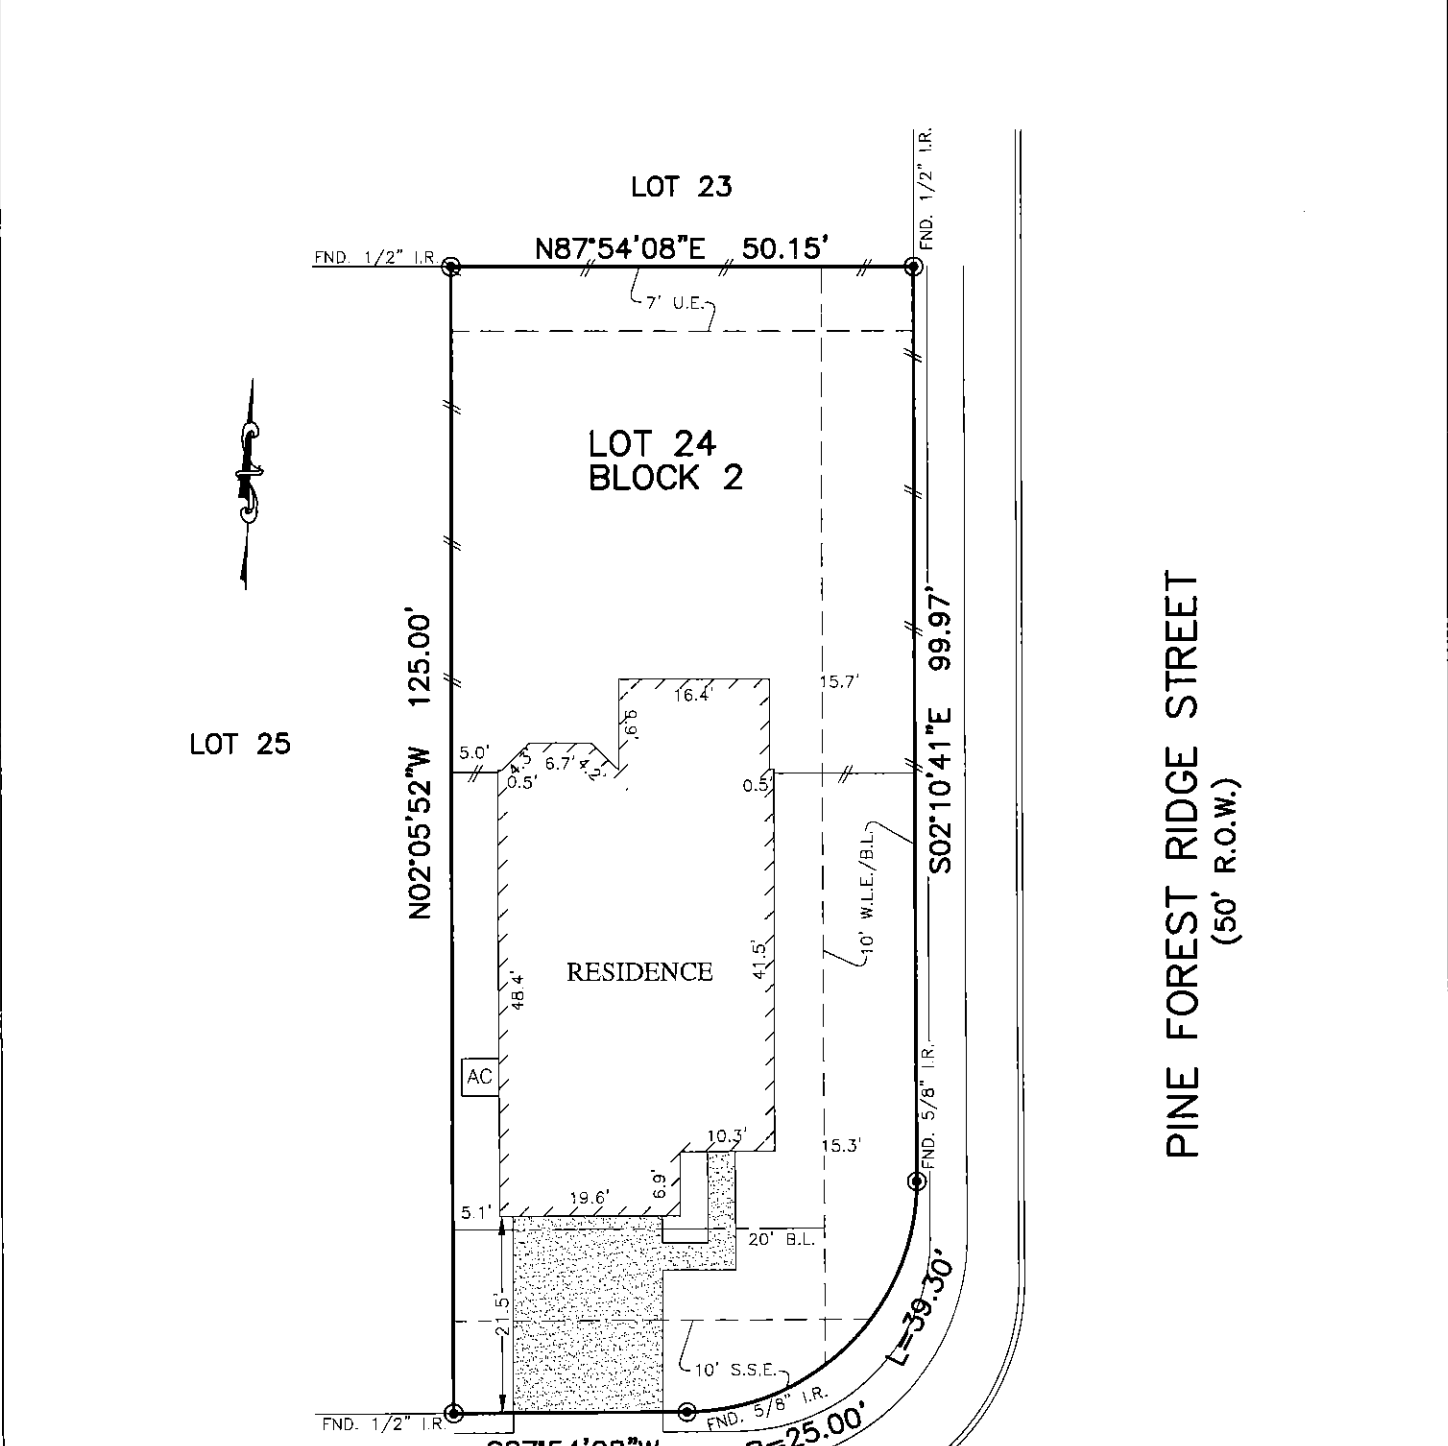 LOT 23
FND. 1/2" I.R.
FND. 1/2" I.R.
N87°54'08"E 50.15'
7' U.E.
LOT 24
BLOCK 2
N02°05'52"W 125.00'
S02°10'41"E 99.97'
PINE FOREST RIDGE STREET
(50' R.O.W.)
LOT 25
16.4'
15.7'
9.9'
5.0'
4.5'
6.7'
4.2'
0.5'
0.5'
10' W.L.E./B.L.
RESIDENCE
48.4'
41.5'
AC
FND. 5/8" I.R.
10.3'
15.3'
6.9'
19.6'
5.1'
20' B.L.
21.5'
10' S.S.E.
L=39.30'
FND. 5/8" I.R.
FND. 1/2" I.R.
=25.00'